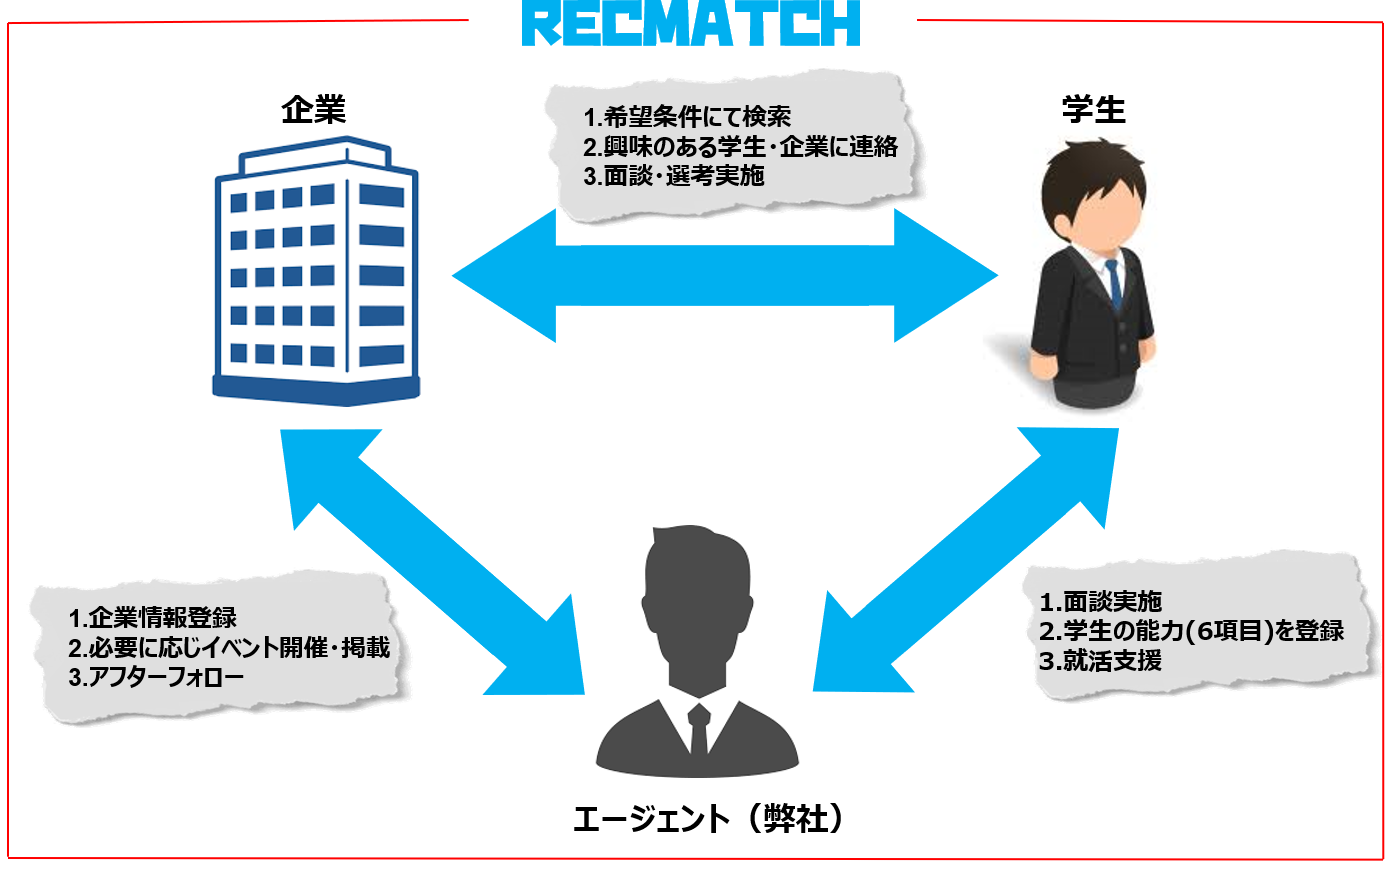 RECMATCH
企業
学生
1.希望条件にて検索
2.興味のある学生・企業に連絡
3.面談・選考実施
1.企業情報登録
2.必要に応じイベント開催・掲載
3.アフターフォロー
1.面談実施
2.学生の能力(6項目)を登録
3.就活支援
エージェント（弊社）